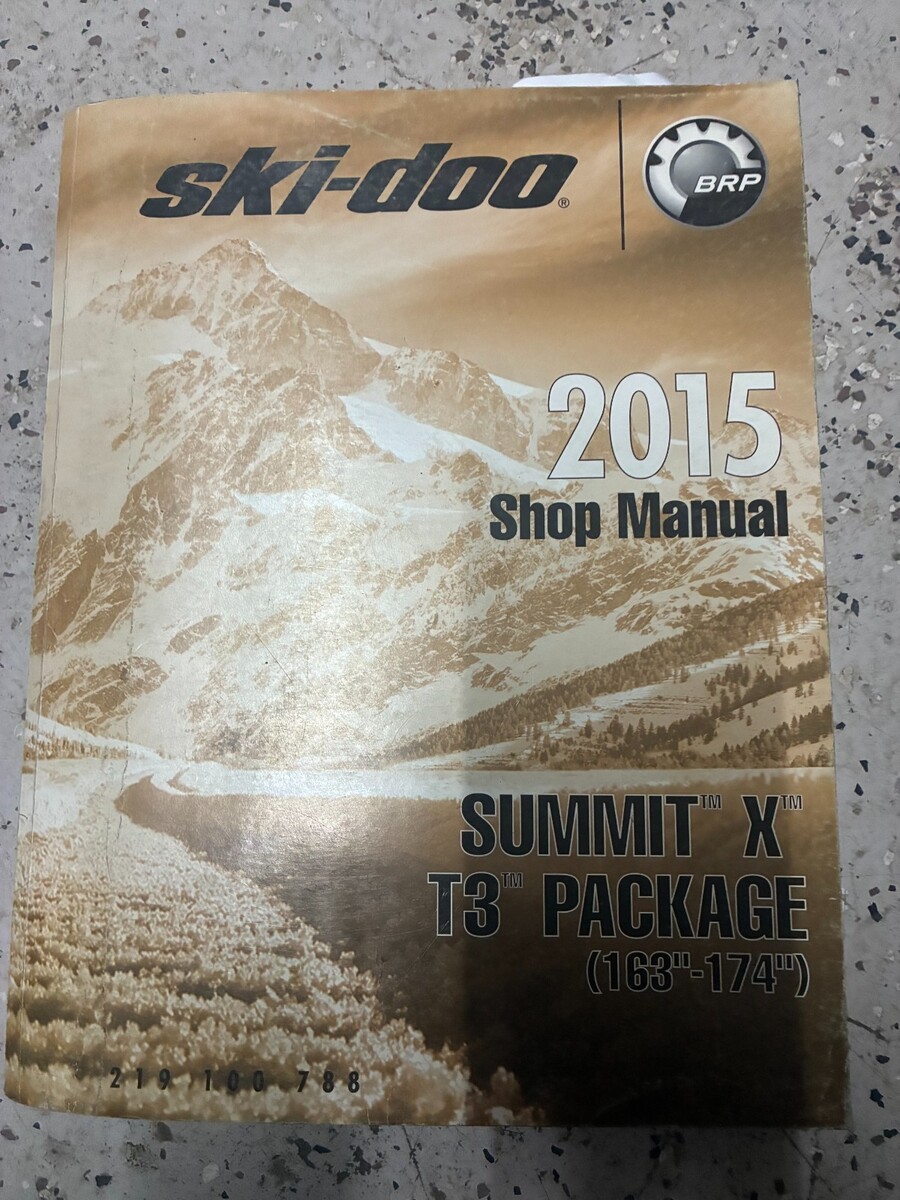 ski-doo®
BRP
2015
Shop Manual
SUMMIT™ X™
T3™ PACKAGE
(163"-174")
219 100 788